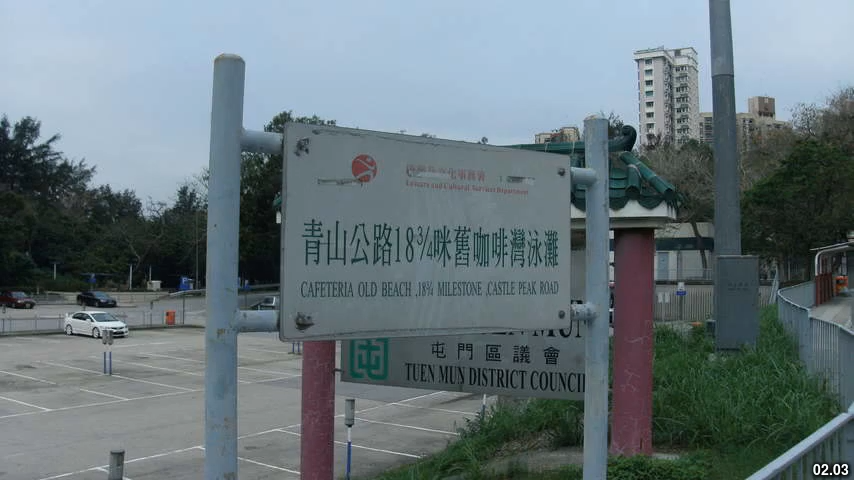 康樂及文化事務署
Leisure and Cultural Services Department
青山公路18¾咪舊咖啡灣泳灘
CAFETERIA OLD BEACH ,18¾ MILESTONE ,CASTLE PEAK ROAD
EN MUN
屯門區議會
TUEN MUN DISTRICT COUNCIL
02.03